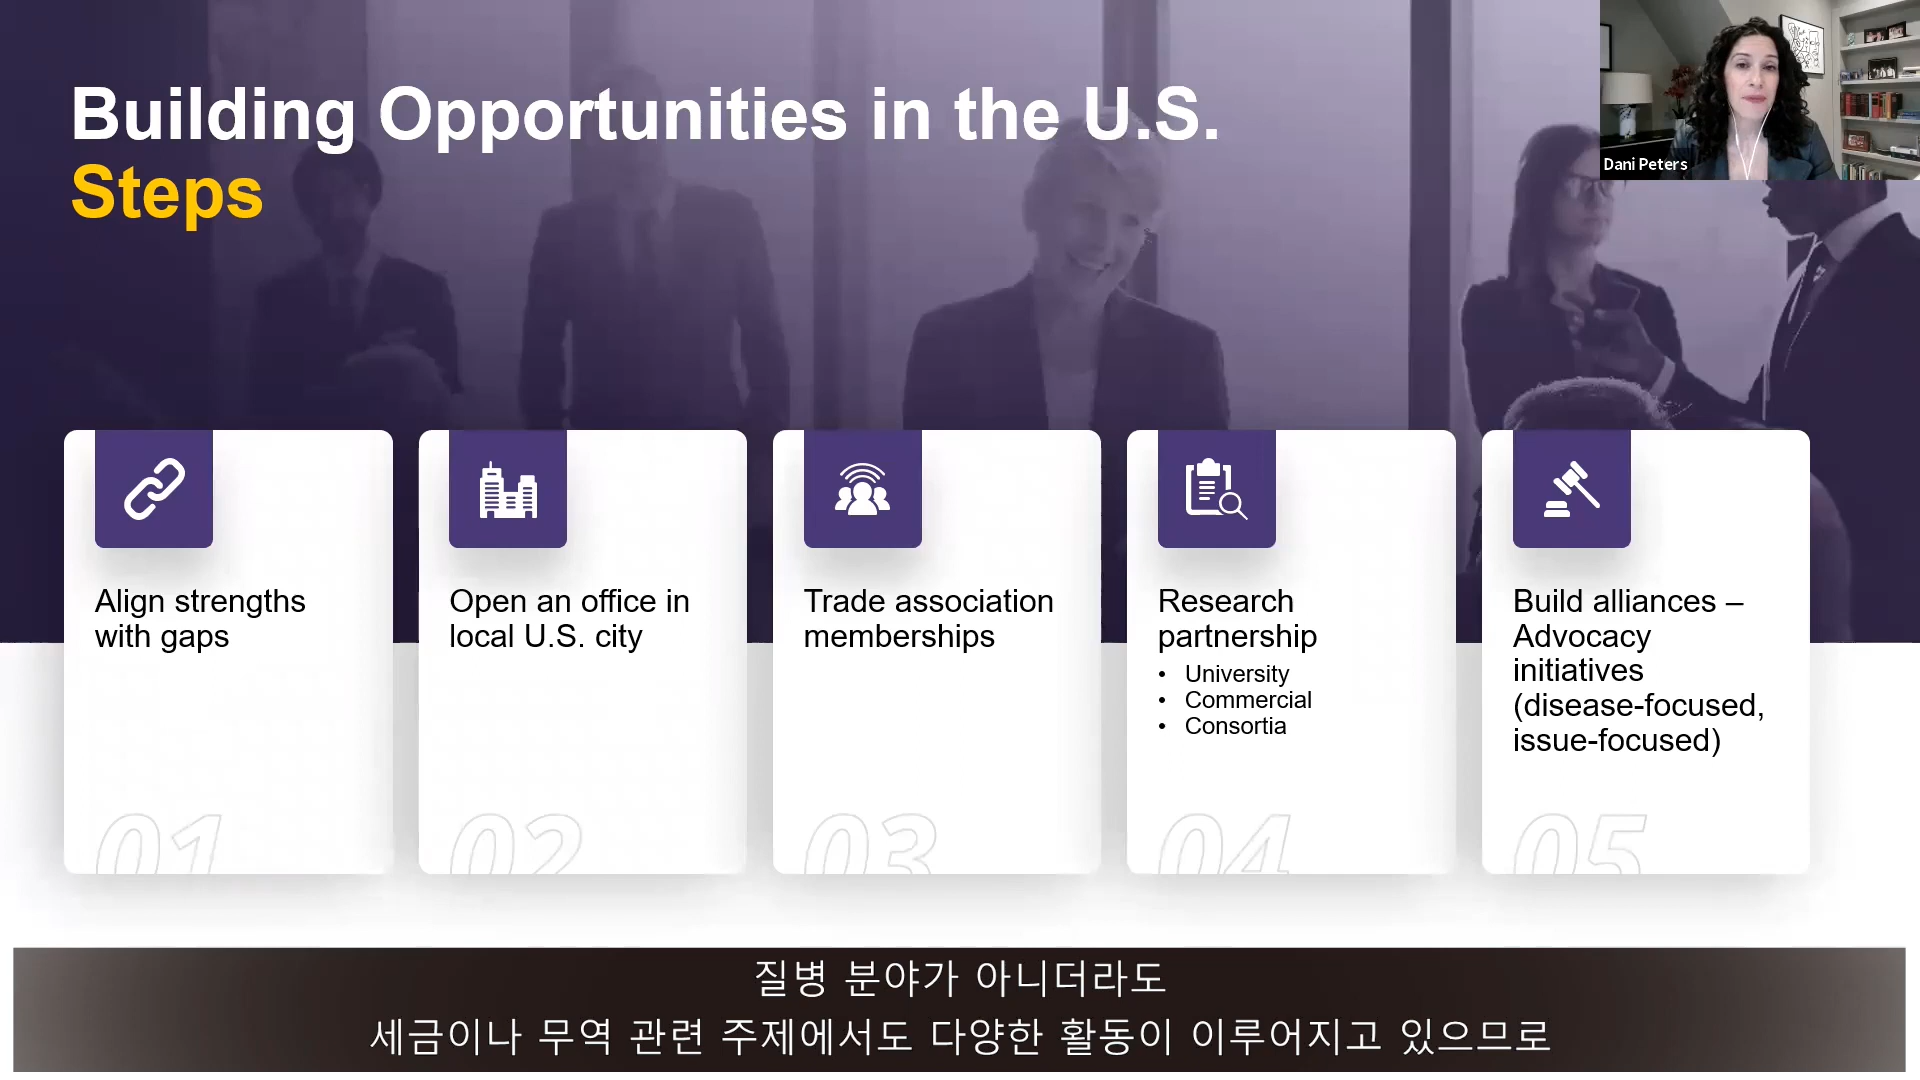 Building Opportunities in the U.S.
Steps
Dani Peters
Align strengths
with gaps
01
Open an office in
local U.S. city
02
Trade association
memberships
03
Research
partnership
• University
• Commercial
• Consortia
04
Build alliances –
Advocacy
initiatives
(disease-focused,
issue-focused)
05
질병 분야가 아니더라도
세금이나 무역 관련 주제에서도 다양한 활동이 이루어지고 있으므로